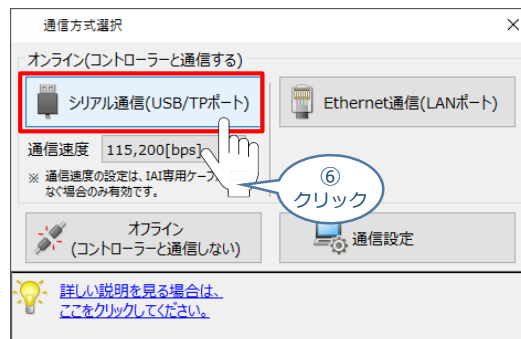 通信方式選択
オンライン(コントローラーと通信する)
シリアル通信(USB/TPポート)
Ethernet通信(LANポート)
通信速度 115,200[bps]
※ 通信速度の設定は、IAI専用ケーブル
なぐ場合のみ有効です。
⑥
クリック
オフライン
(コントローラーと通信しない)
通信設定
詳しい説明を見る場合は、
ここをクリックしてください。